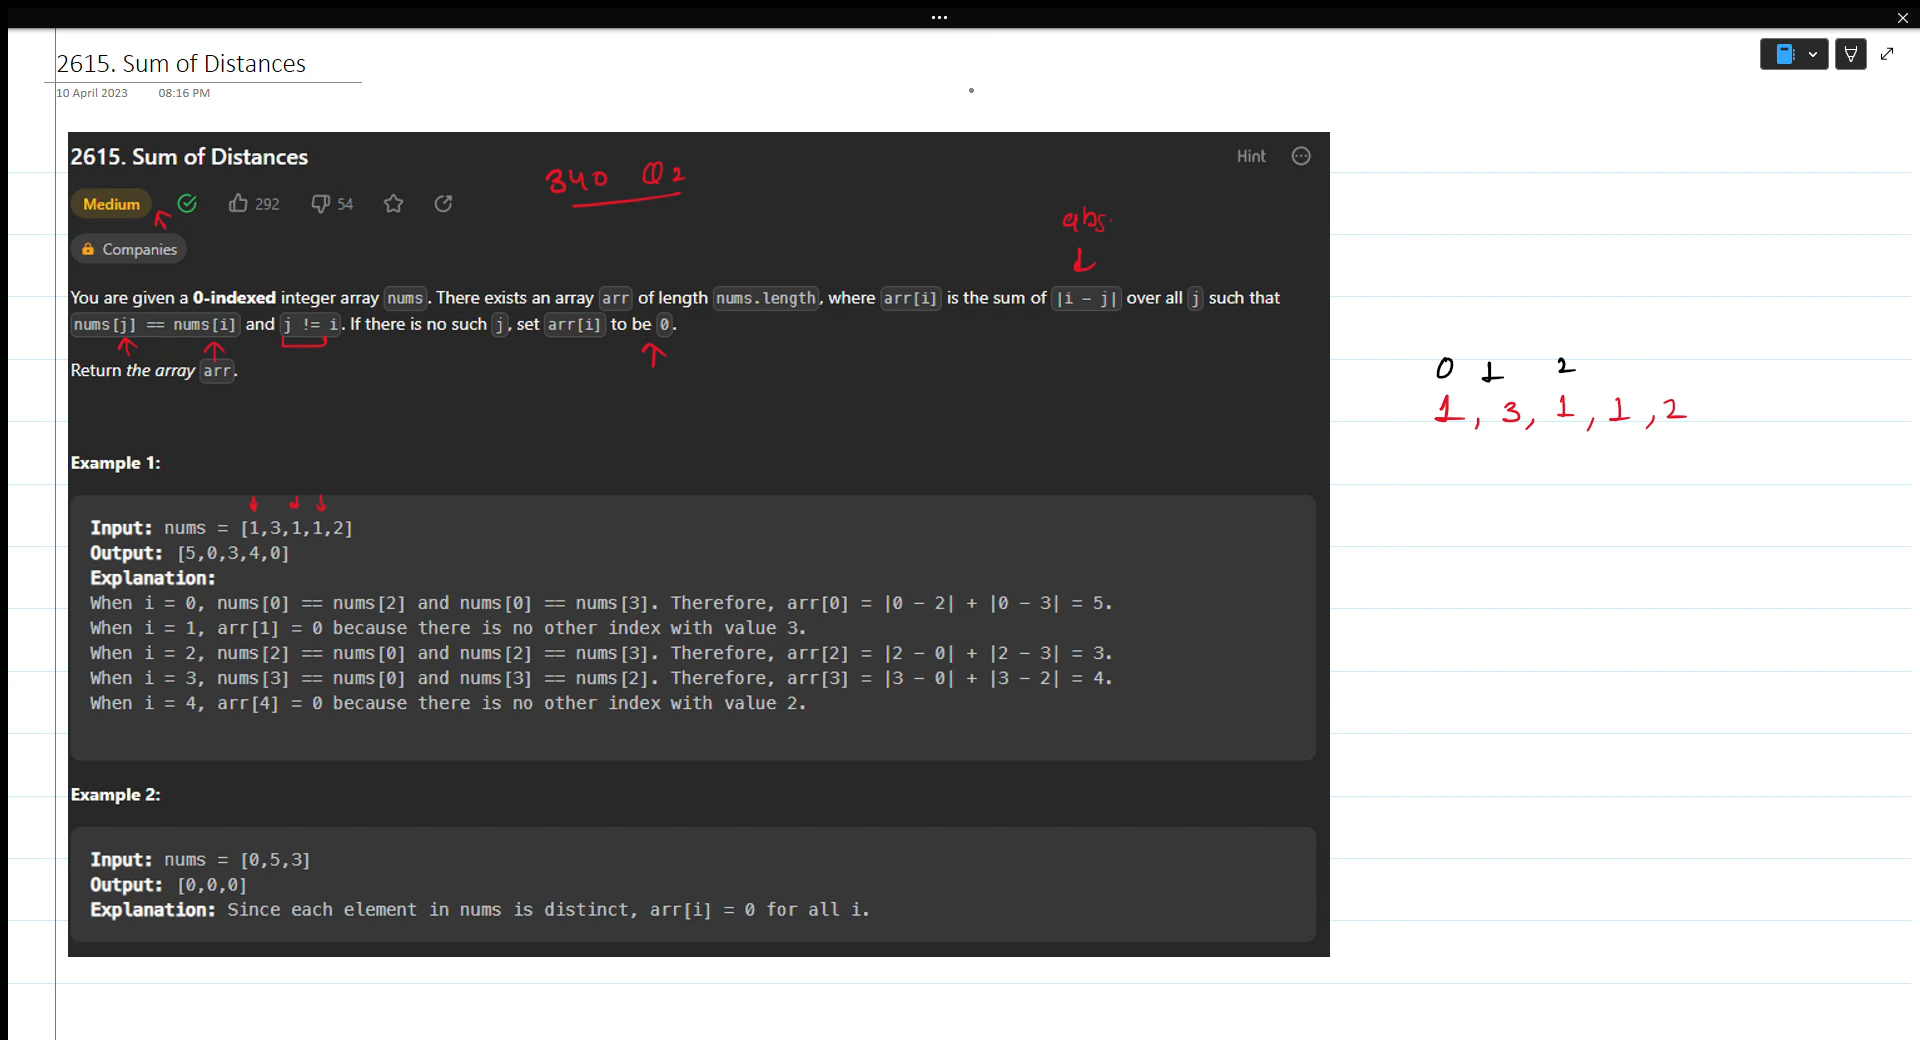 2615. Sum of Distances
10 April 2023 08:16 PM
2615. Sum of Distances
Hint
340 Q2
Medium
292
54
abs.
Companies
You are given a 0-indexed integer array nums. There exists an array arr of length nums.length, where arr[i] is the sum of |i - j| over all j such that
nums[j] == nums[i] and j != i. If there is no such j, set arr[i] to be 0.
Return the array arr.
0 1 2
1, 3, 1, 1, 2
Example 1:
Input: nums = [1,3,1,1,2]
Output: [5,0,3,4,0]
Explanation:
When i = 0, nums[0] == nums[2] and nums[0] == nums[3]. Therefore, arr[0] = |0 - 2| + |0 - 3| = 5.
When i = 1, arr[1] = 0 because there is no other index with value 3.
When i = 2, nums[2] == nums[0] and nums[2] == nums[3]. Therefore, arr[2] = |2 - 0| + |2 - 3| = 3.
When i = 3, nums[3] == nums[0] and nums[3] == nums[2]. Therefore, arr[3] = |3 - 0| + |3 - 2| = 4.
When i = 4, arr[4] = 0 because there is no other index with value 2.
Example 2:
Input: nums = [0,5,3]
Output: [0,0,0]
Explanation: Since each element in nums is distinct, arr[i] = 0 for all i.